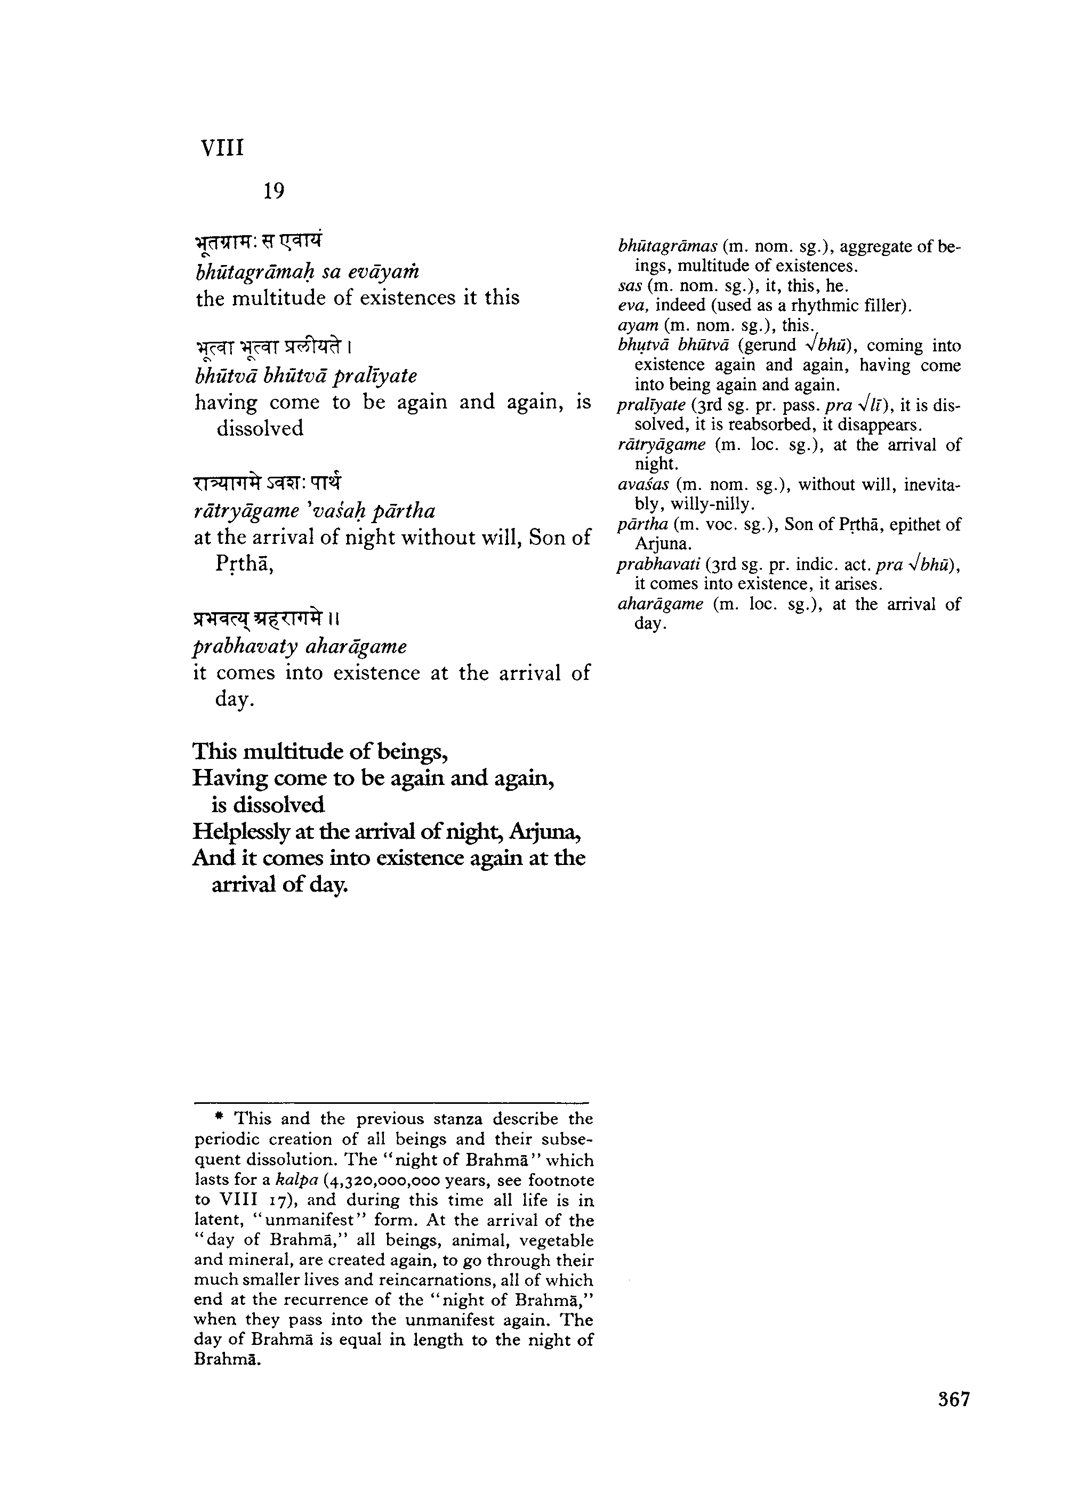 VIII
19
भूतग्रामः स एवायं
bhūtagrāmaḥ sa evāyaṁ
the multitude of existences it this
भूत्वा भूत्वा प्रलीयते ।
bhūtvā bhūtvā pralīyate
having come to be again and again, is
dissolved
रात्र्यागमे ऽवशः पार्थ
rātryāgame 'vaśaḥ pārtha
at the arrival of night without will, Son of
Pṛthā,
प्रभवत्य् अहरागमे ॥
prabhavaty aharāgame
it comes into existence at the arrival of
day.
This multitude of beings,
Having come to be again and again,
is dissolved
Helplessly at the arrival of night, Arjuna,
And it comes into existence again at the
arrival of day.
* This and the previous stanza describe the
periodic creation of all beings and their subse-
quent dissolution. The "night of Brahmā" which
lasts for a kalpa (4,320,000,000 years, see footnote
to VIII 17), and during this time all life is in
latent, "unmanifest" form. At the arrival of the
"day of Brahmā," all beings, animal, vegetable
and mineral, are created again, to go through their
much smaller lives and reincarnations, all of which
end at the recurrence of the "night of Brahmā,"
when they pass into the unmanifest again. The
day of Brahmā is equal in length to the night of
Brahmā.
bhūtagrāmas (m. nom. sg.), aggregate of be-
ings, multitude of existences.
sas (m. nom. sg.), it, this, he.
eva, indeed (used as a rhythmic filler).
ayam (m. nom. sg.), this.
bhụtvā bhūtvā (gerund √bhū), coming into
existence again and again, having come
into being again and again.
pralīyate (3rd sg. pr. pass. pra √lī), it is dis-
solved, it is reabsorbed, it disappears.
rātryāgame (m. loc. sg.), at the arrival of
night.
avaśas (m. nom. sg.), without will, inevita-
bly, willy-nilly.
pārtha (m. voc. sg.), Son of Pṛthā, epithet of
Arjuna.
prabhavati (3rd sg. pr. indic. act. pra √bhū),
it comes into existence, it arises.
aharāgame (m. loc. sg.), at the arrival of
day.
367